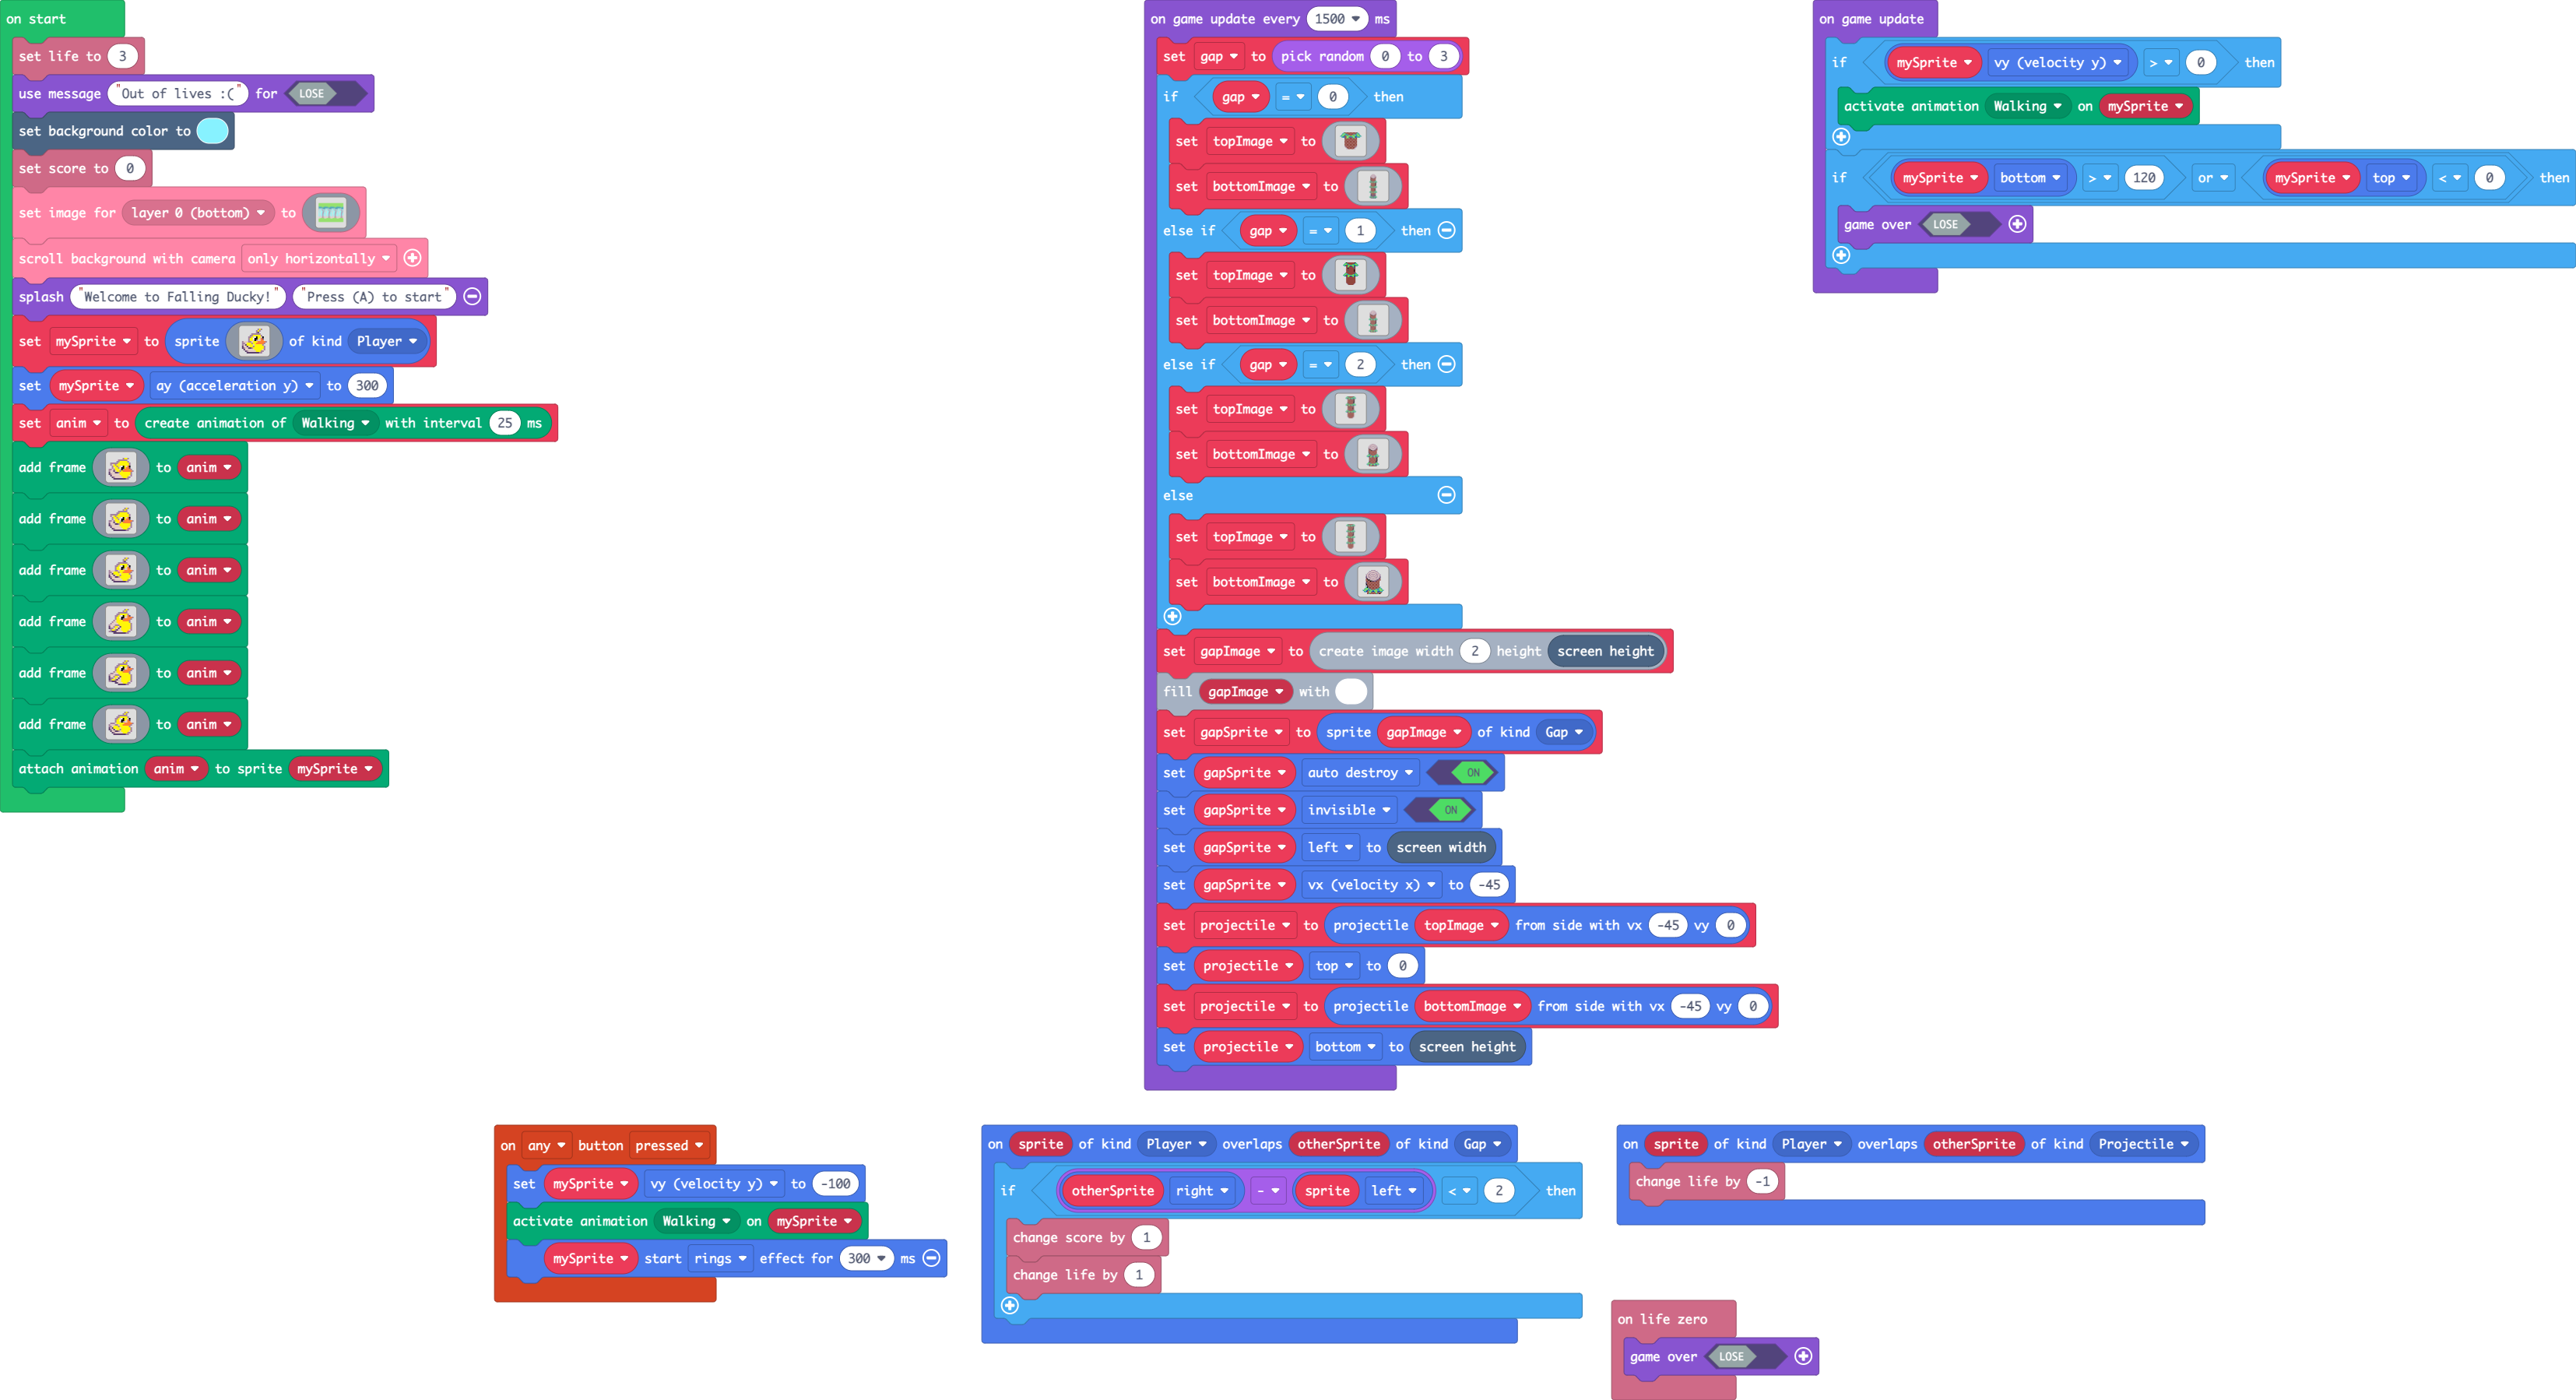 on start
set life to 3
use message "Out of lives :(" for LOSE
set background color to
set score to 0
set image for layer 0 (bottom) to
scroll background with camera only horizontally
splash "Welcome to Falling Ducky!" "Press (A) to start"
set mySprite to sprite of kind Player
set mySprite ay (acceleration y) to 300
set anim to create animation of Walking with interval 25 ms
add frame to anim
add frame to anim
add frame to anim
add frame to anim
add frame to anim
add frame to anim
attach animation anim to sprite mySprite
on game update every 1500 ms
set gap to pick random 0 to 3
if gap = 0 then
set topImage to
set bottomImage to
else if gap = 1 then
set topImage to
set bottomImage to
else if gap = 2 then
set topImage to
set bottomImage to
else
set topImage to
set bottomImage to
set gapImage to create image width 2 height screen height
fill gapImage with
set gapSprite to sprite gapImage of kind Gap
set gapSprite auto destroy ON
set gapSprite invisible ON
set gapSprite left to screen width
set gapSprite vx (velocity x) to -45
set projectile to projectile topImage from side with vx -45 vy 0
set projectile top to 0
set projectile to projectile bottomImage from side with vx -45 vy 0
set projectile bottom to screen height
on game update
if mySprite vy (velocity y) > 0 then
activate animation Walking on mySprite
if mySprite bottom > 120 or mySprite top < 0 then
game over LOSE
on any button pressed
set mySprite vy (velocity y) to -100
activate animation Walking on mySprite
mySprite start rings effect for 300 ms
on sprite of kind Player overlaps otherSprite of kind Gap
if otherSprite right - sprite left < 2 then
change score by 1
change life by 1
on sprite of kind Player overlaps otherSprite of kind Projectile
change life by -1
on life zero
game over LOSE